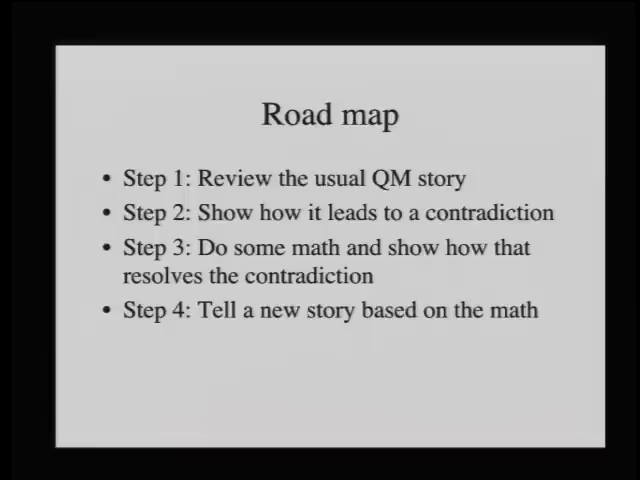 Road map
• Step 1: Review the usual QM story
• Step 2: Show how it leads to a contradiction
• Step 3: Do some math and show how that
resolves the contradiction
• Step 4: Tell a new story based on the math